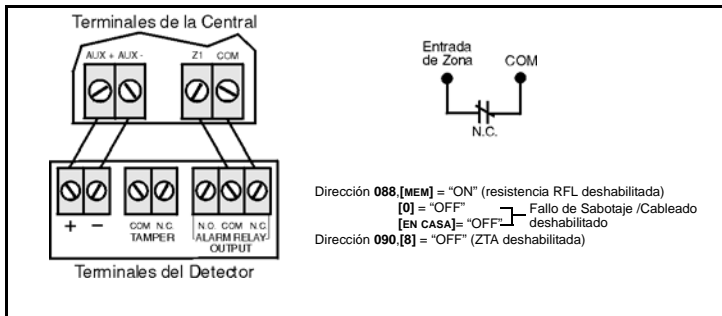 Terminales de la Central
AUX + AUX - Z1 COM
+ - COM N.C. N.O. COM N.C.
TAMPER ALARM RELAY
OUTPUT
Terminales del Detector
Entrada
de Zona COM
N.C.
Dirección 088,[MEM] = “ON” (resistencia RFL deshabilitada)
[0] = “OFF” Fallo de Sabotaje /Cableado
[EN CASA]= “OFF” deshabilitado
Dirección 090,[8] = “OFF” (ZTA deshabilitada)